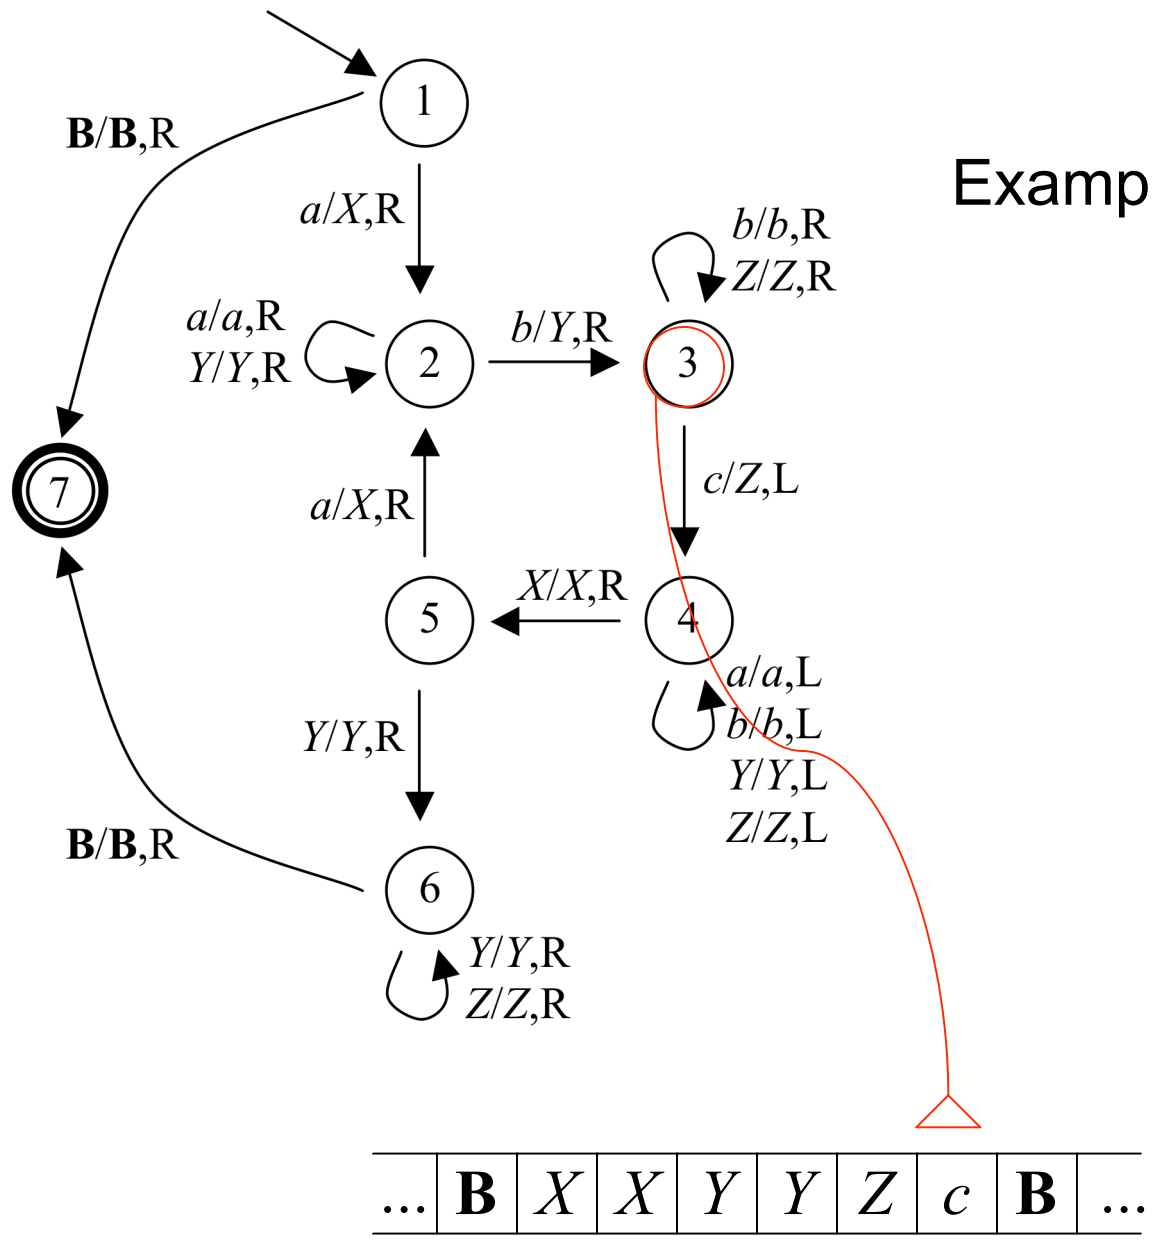 1
B/B,R
Examp
a/X,R
b/b,R
Z/Z,R
a/a,R
Y/Y,R
2
b/Y,R
3
7
a/X,R
c/Z,L
5
X/X,R
4
a/a,L
b/b,L
Y/Y,L
Z/Z,L
Y/Y,R
B/B,R
6
Y/Y,R
Z/Z,R
... B X X Y Y Z c B ...